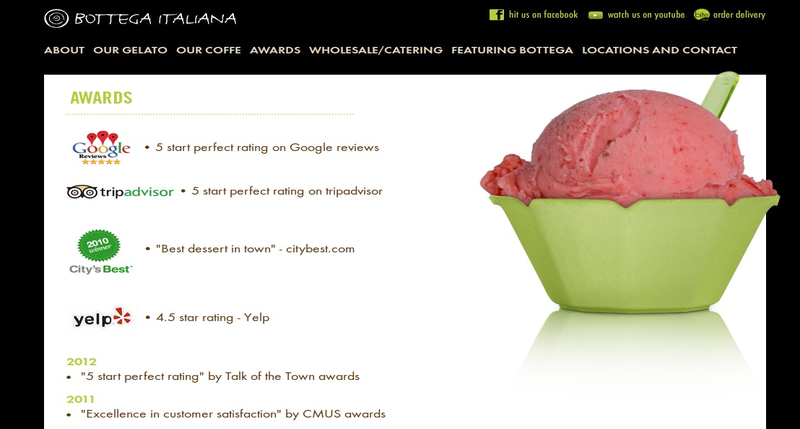 BOTTEGA ITALIANA
hit us on facebook
watch us on youtube
bite order delivery
ABOUT OUR GELATO OUR COFFE AWARDS WHOLESALE/CATERING FEATURING BOTTEGA LOCATIONS AND CONTACT
AWARDS
Google
Reviews
• 5 start perfect rating on Google reviews
tripadvisor
• 5 start perfect rating on tripadvisor
2010
winner
City's Best
• "Best dessert in town" - citybest.com
yelp
• 4.5 star rating - Yelp
2012
• "5 start perfect rating" by Talk of the Town awards
2011
• "Excellence in customer satisfaction" by CMUS awards